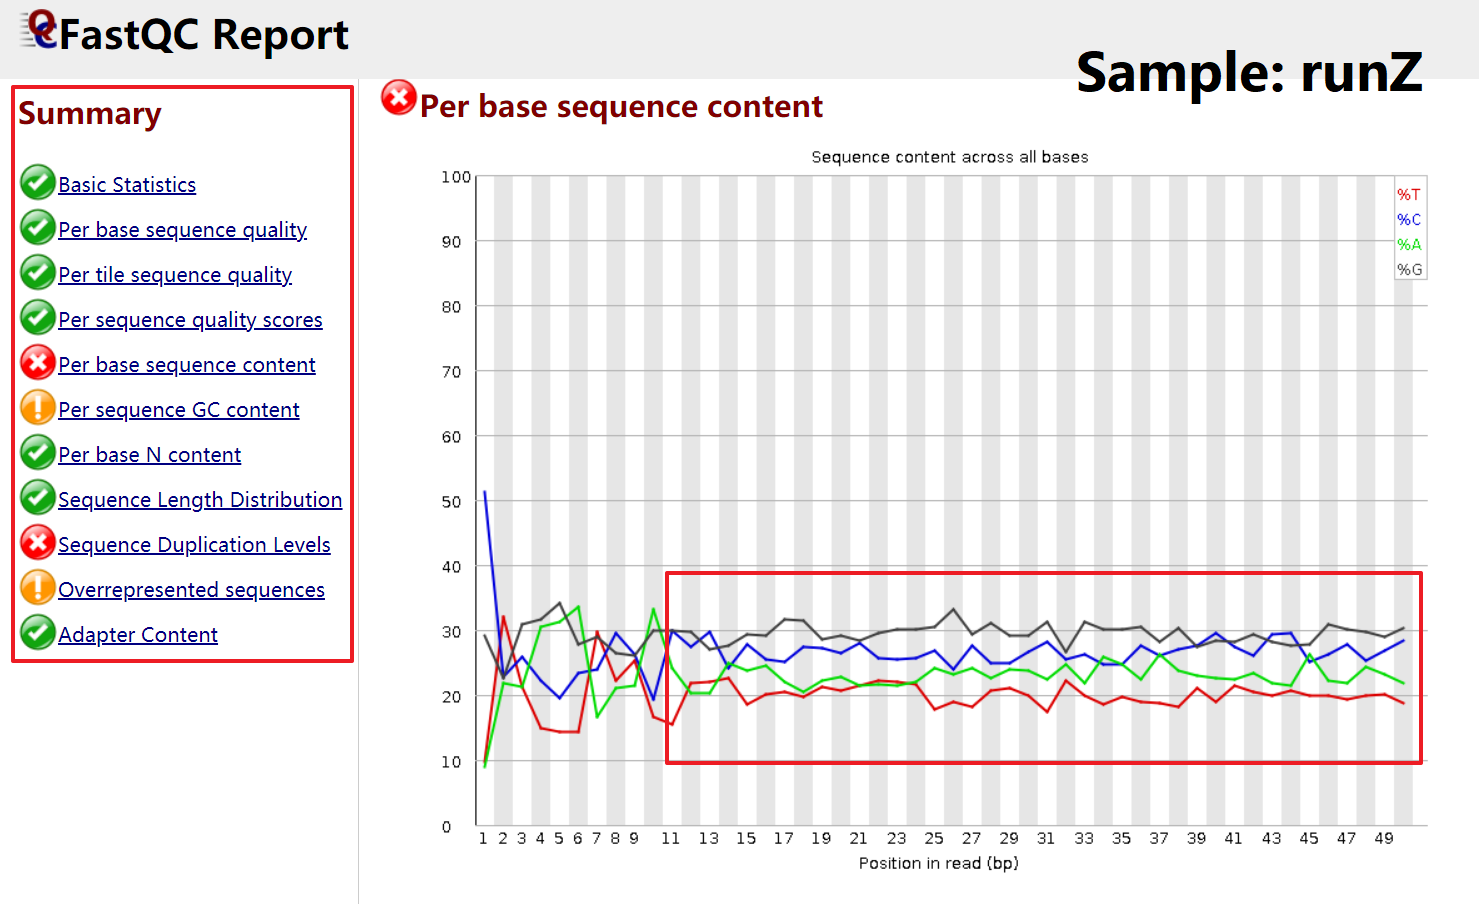 FastQC Report
Sample: runZ
Summary
Basic Statistics
Per base sequence quality
Per tile sequence quality
Per sequence quality scores
Per base sequence content
Per sequence GC content
Per base N content
Sequence Length Distribution
Sequence Duplication Levels
Overrepresented sequences
Adapter Content
Per base sequence content
Sequence content across all bases
%T
%C
%A
%G
100
90
80
70
60
50
40
30
20
10
0
1 2 3 4 5 6 7 8 9 11 13 15 17 19 21 23 25 27 29 31 33 35 37 39 41 43 45 47 49
Position in read (bp)